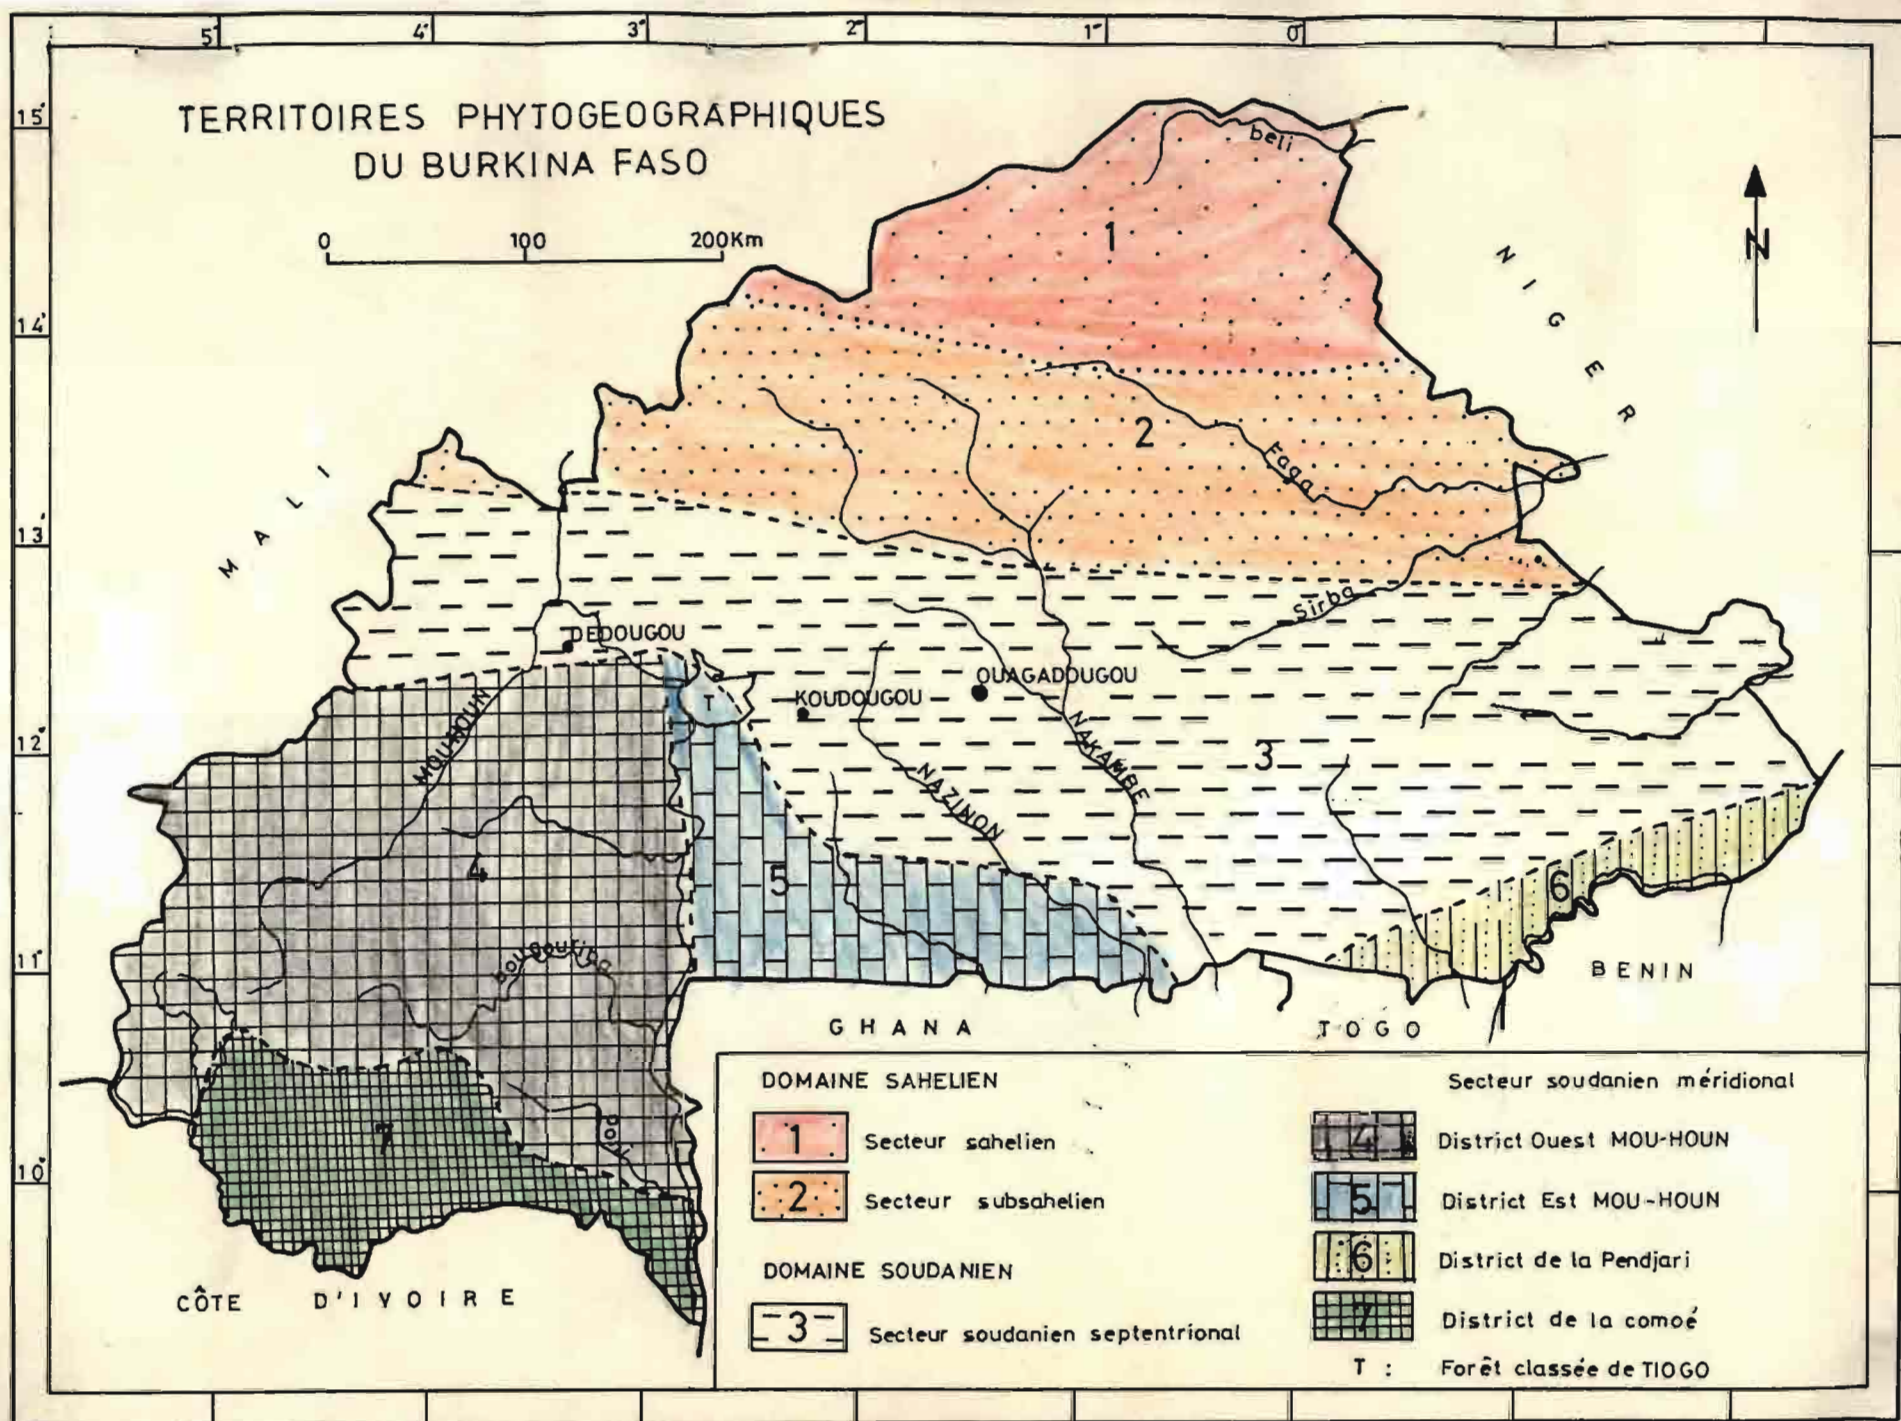 5° 4° 3° 2° 1° 0°
15°
14°
13°
12°
11°
10°
TERRITOIRES PHYTOGEOGRAPHIQUES
DU BURKINA FASO
0 100 200Km
N
NIGER
MALI
beli
1
2
Faga
Sirba
DEDOUGOU
T
KOUDOUGOU
OUAGADOUGOU
MOU-HOUN
NAKAMBE
NAZINON
3
4
5
6
bougouriba
7
BENIN
GHANA
TOGO
CÔTE D'IVOIRE
DOMAINE SAHELIEN
1 Secteur sahelien
2 Secteur subsahelien
DOMAINE SOUDANIEN
3 Secteur soudanien septentrional
Secteur soudanien méridional
4 District Ouest MOU-HOUN
5 District Est MOU-HOUN
6 District de la Pendjari
7 District de la comoé
T : Forêt classée de TIOGO